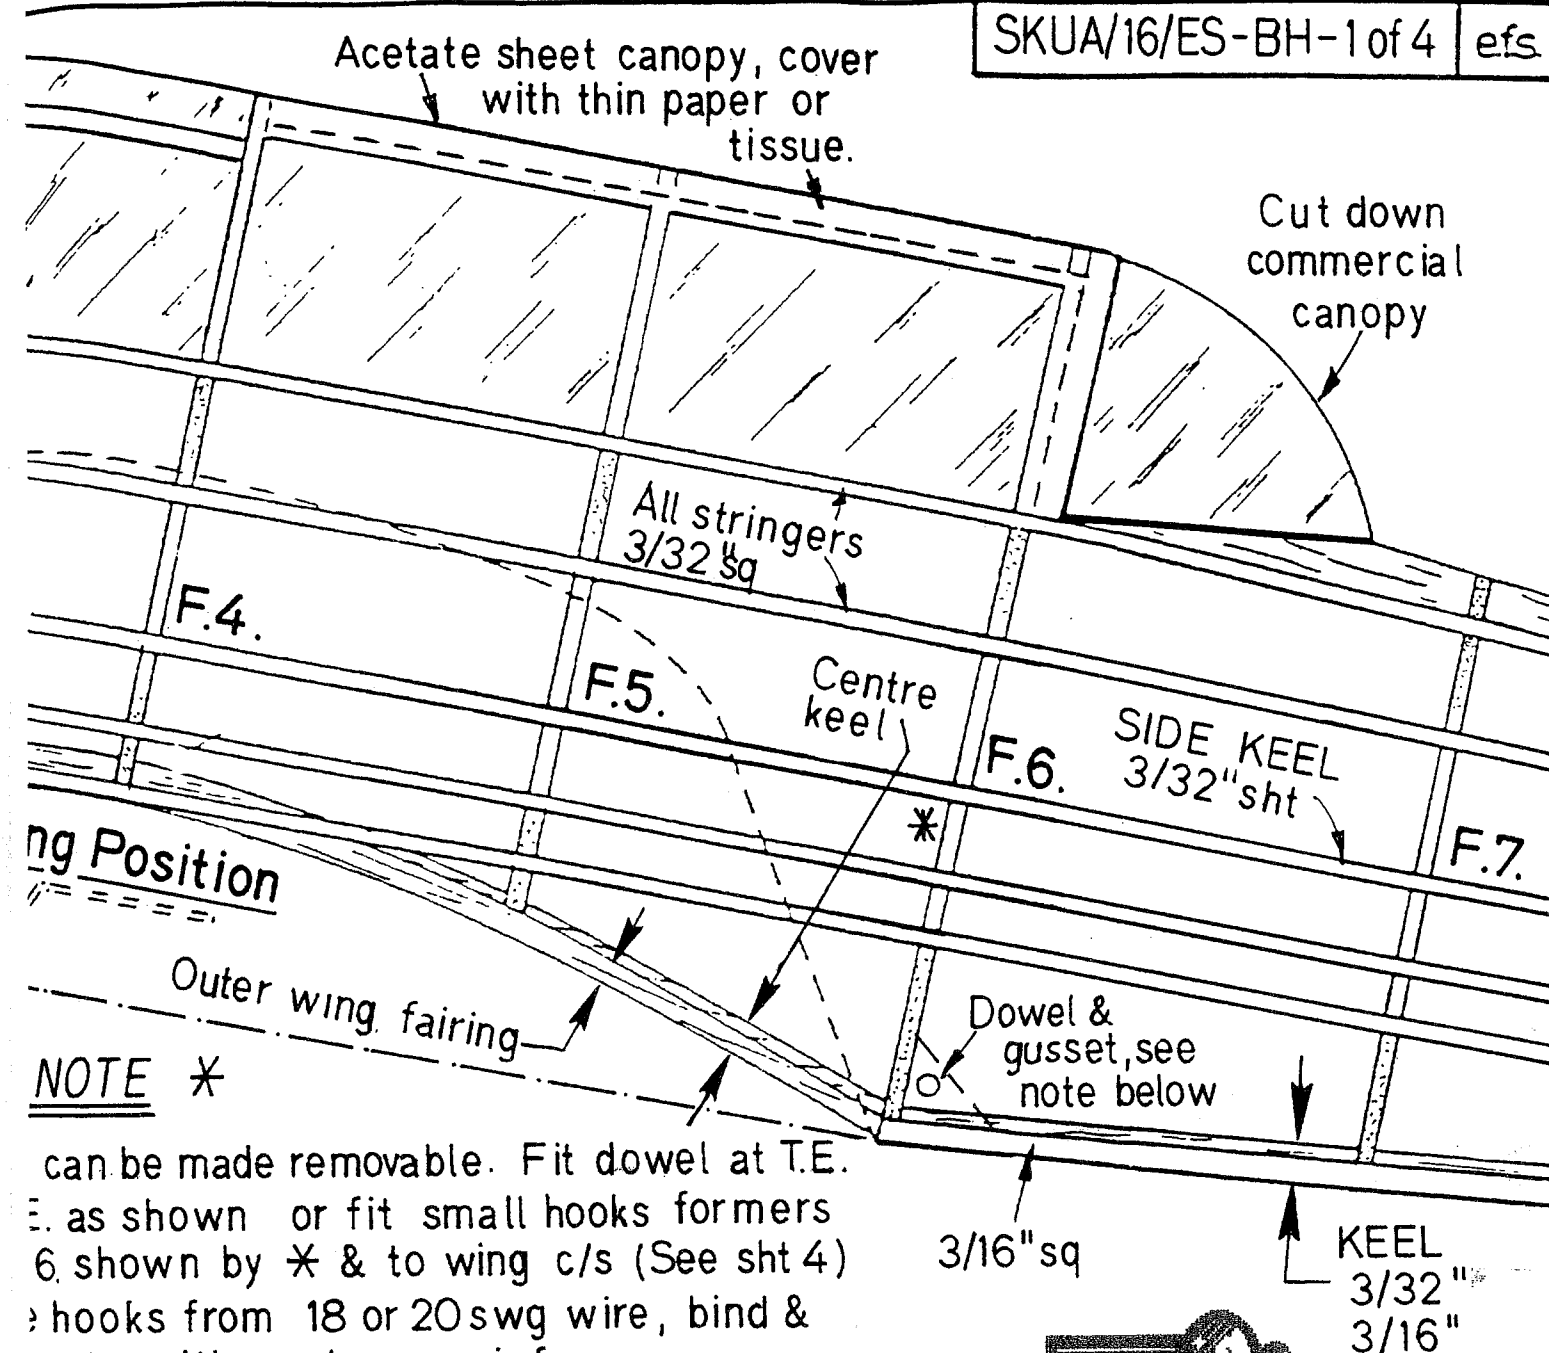 SKUA/16/ES-BH-1 of 4 efs
Acetate sheet canopy, cover
with thin paper or
tissue.
Cut down
commercial
canopy
All stringers
3/32"sq
F.4.
F.5.
Centre
keel
F.6.
SIDE KEEL
3/32"sht
F.7.
ng Position
Outer wing fairing
Dowel &
gusset, see
note below
NOTE *
can be made removable. Fit dowel at T.E.
E. as shown or fit small hooks formers
6. shown by * & to wing c/s (See sht 4)
hooks from 18 or 20 swg wire, bind &
3/16"sq
KEEL
3/32"
3/16"